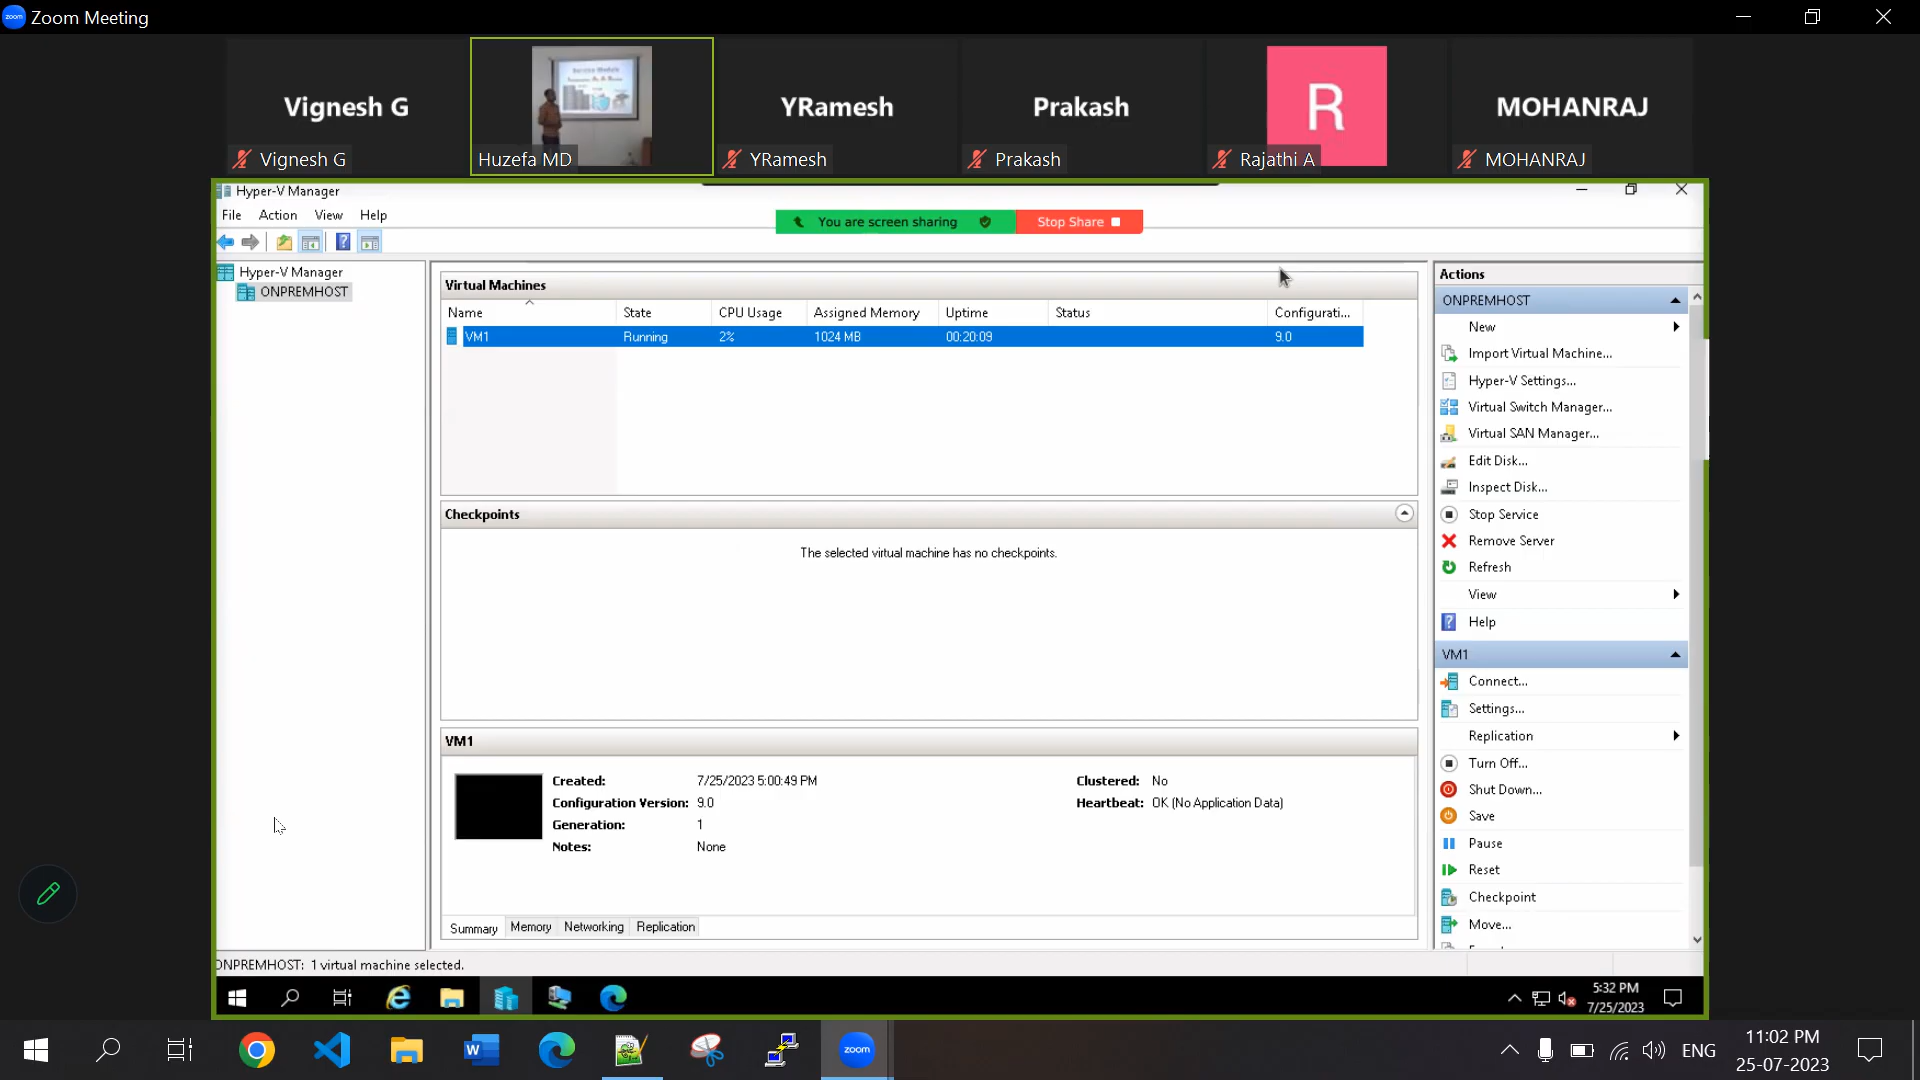 zoom Zoom Meeting
Vignesh G
YRamesh
Prakash
R
MOHANRAJ
Vignesh G
Huzefa MD
YRamesh
Prakash
Rajathi A
MOHANRAJ
Hyper-V Manager
File Action View Help
You are screen sharing
Stop Share
Hyper-V Manager
ONPREMHOST
Virtual Machines
Name State CPU Usage Assigned Memory Uptime Status Configurati...
VM1 Running 2% 1024 MB 00:20:09 9.0
Checkpoints
The selected virtual machine has no checkpoints.
VM1
Created: 7/25/2023 5:00:49 PM Clustered: No
Configuration Version: 9.0 Heartbeat: OK (No Application Data)
Generation: 1
Notes: None
Summary Memory Networking Replication
Actions
ONPREMHOST
New
Import Virtual Machine...
Hyper-V Settings...
Virtual Switch Manager...
Virtual SAN Manager...
Edit Disk...
Inspect Disk...
Stop Service
Remove Server
Refresh
View
Help
VM1
Connect...
Settings...
Replication
Turn Off...
Shut Down...
Save
Pause
Reset
Checkpoint
Move...
ONPREMHOST: 1 virtual machine selected.
5:32 PM
7/25/2023
zoom
ENG
11:02 PM
25-07-2023